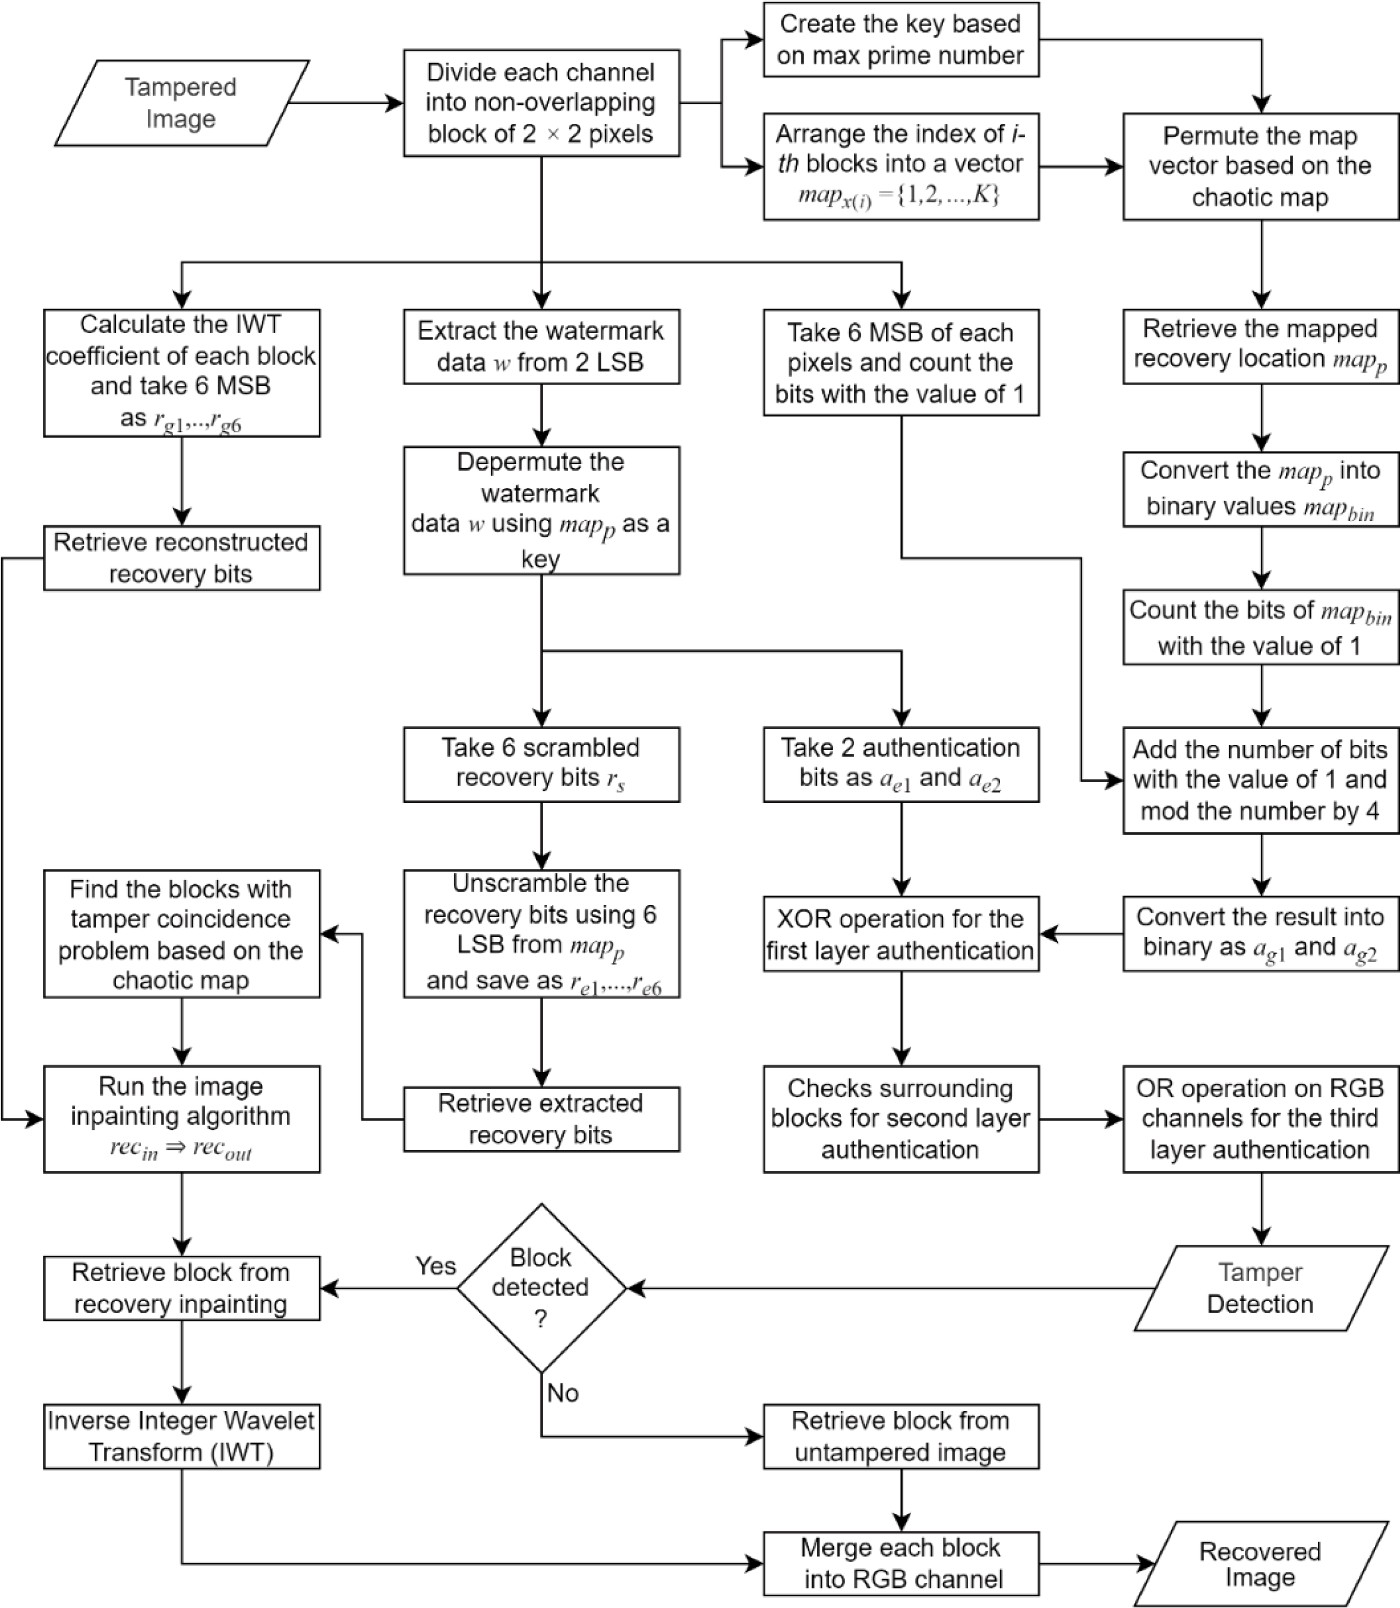 Tampered
Image
Divide each channel
into non-overlapping
block of 2 × 2 pixels
Create the key based
on max prime number
Arrange the index of i-
th blocks into a vector
map_x(i) = {1,2,...,K}
Permute the map
vector based on the
chaotic map
Calculate the IWT
coefficient of each block
and take 6 MSB
as r_g1,..,r_g6
Extract the watermark
data w from 2 LSB
Take 6 MSB of each
pixels and count the
bits with the value of 1
Retrieve the mapped
recovery location map_p
Depermute the
watermark
data w using map_p as a
key
Convert the map_p into
binary values map_bin
Retrieve reconstructed
recovery bits
Count the bits of map_bin
with the value of 1
Take 6 scrambled
recovery bits r_s
Take 2 authentication
bits as a_e1 and a_e2
Add the number of bits
with the value of 1 and
mod the number by 4
Find the blocks with
tamper coincidence
problem based on the
chaotic map
Unscramble the
recovery bits using 6
LSB from map_p
and save as r_e1,...,r_e6
XOR operation for the
first layer authentication
Convert the result into
binary as a_g1 and a_g2
Run the image
inpainting algorithm
rec_in ⇒ rec_out
Retrieve extracted
recovery bits
Checks surrounding
blocks for second layer
authentication
OR operation on RGB
channels for the third
layer authentication
Retrieve block from
recovery inpainting
Yes
Block
detected
?
No
Tamper
Detection
Inverse Integer Wavelet
Transform (IWT)
Retrieve block from
untampered image
Merge each block
into RGB channel
Recovered
Image